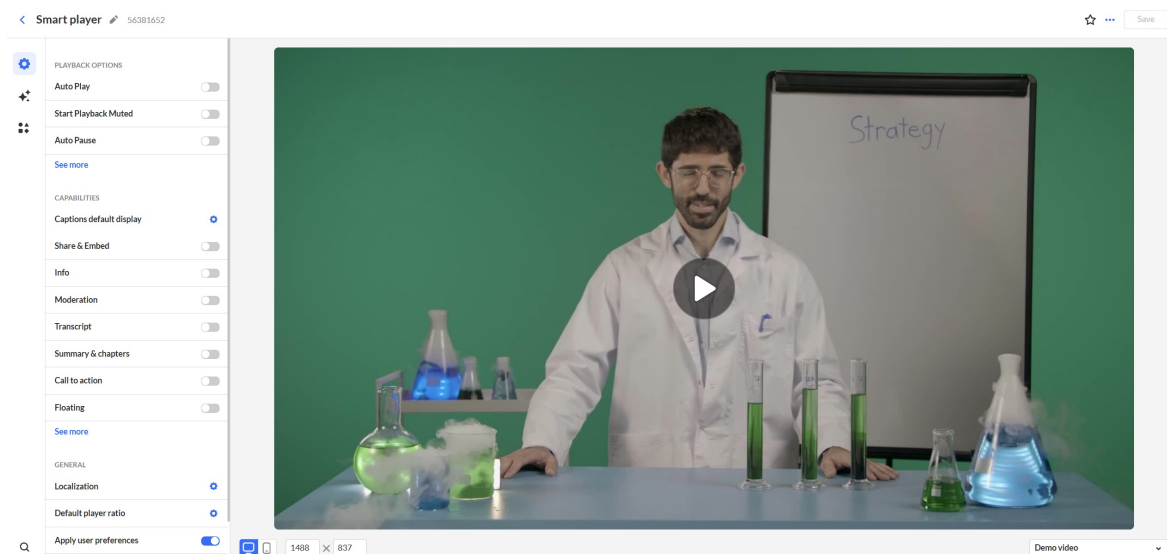 Smart player 56381652
Save
PLAYBACK OPTIONS
Auto Play
Start Playback Muted
Auto Pause
See more
CAPABILITIES
Captions default display
Share & Embed
Info
Moderation
Transcript
Summary & chapters
Call to action
Floating
See more
GENERAL
Localization
Default player ratio
Apply user preferences
Strategy
1488 × 837
Demo video